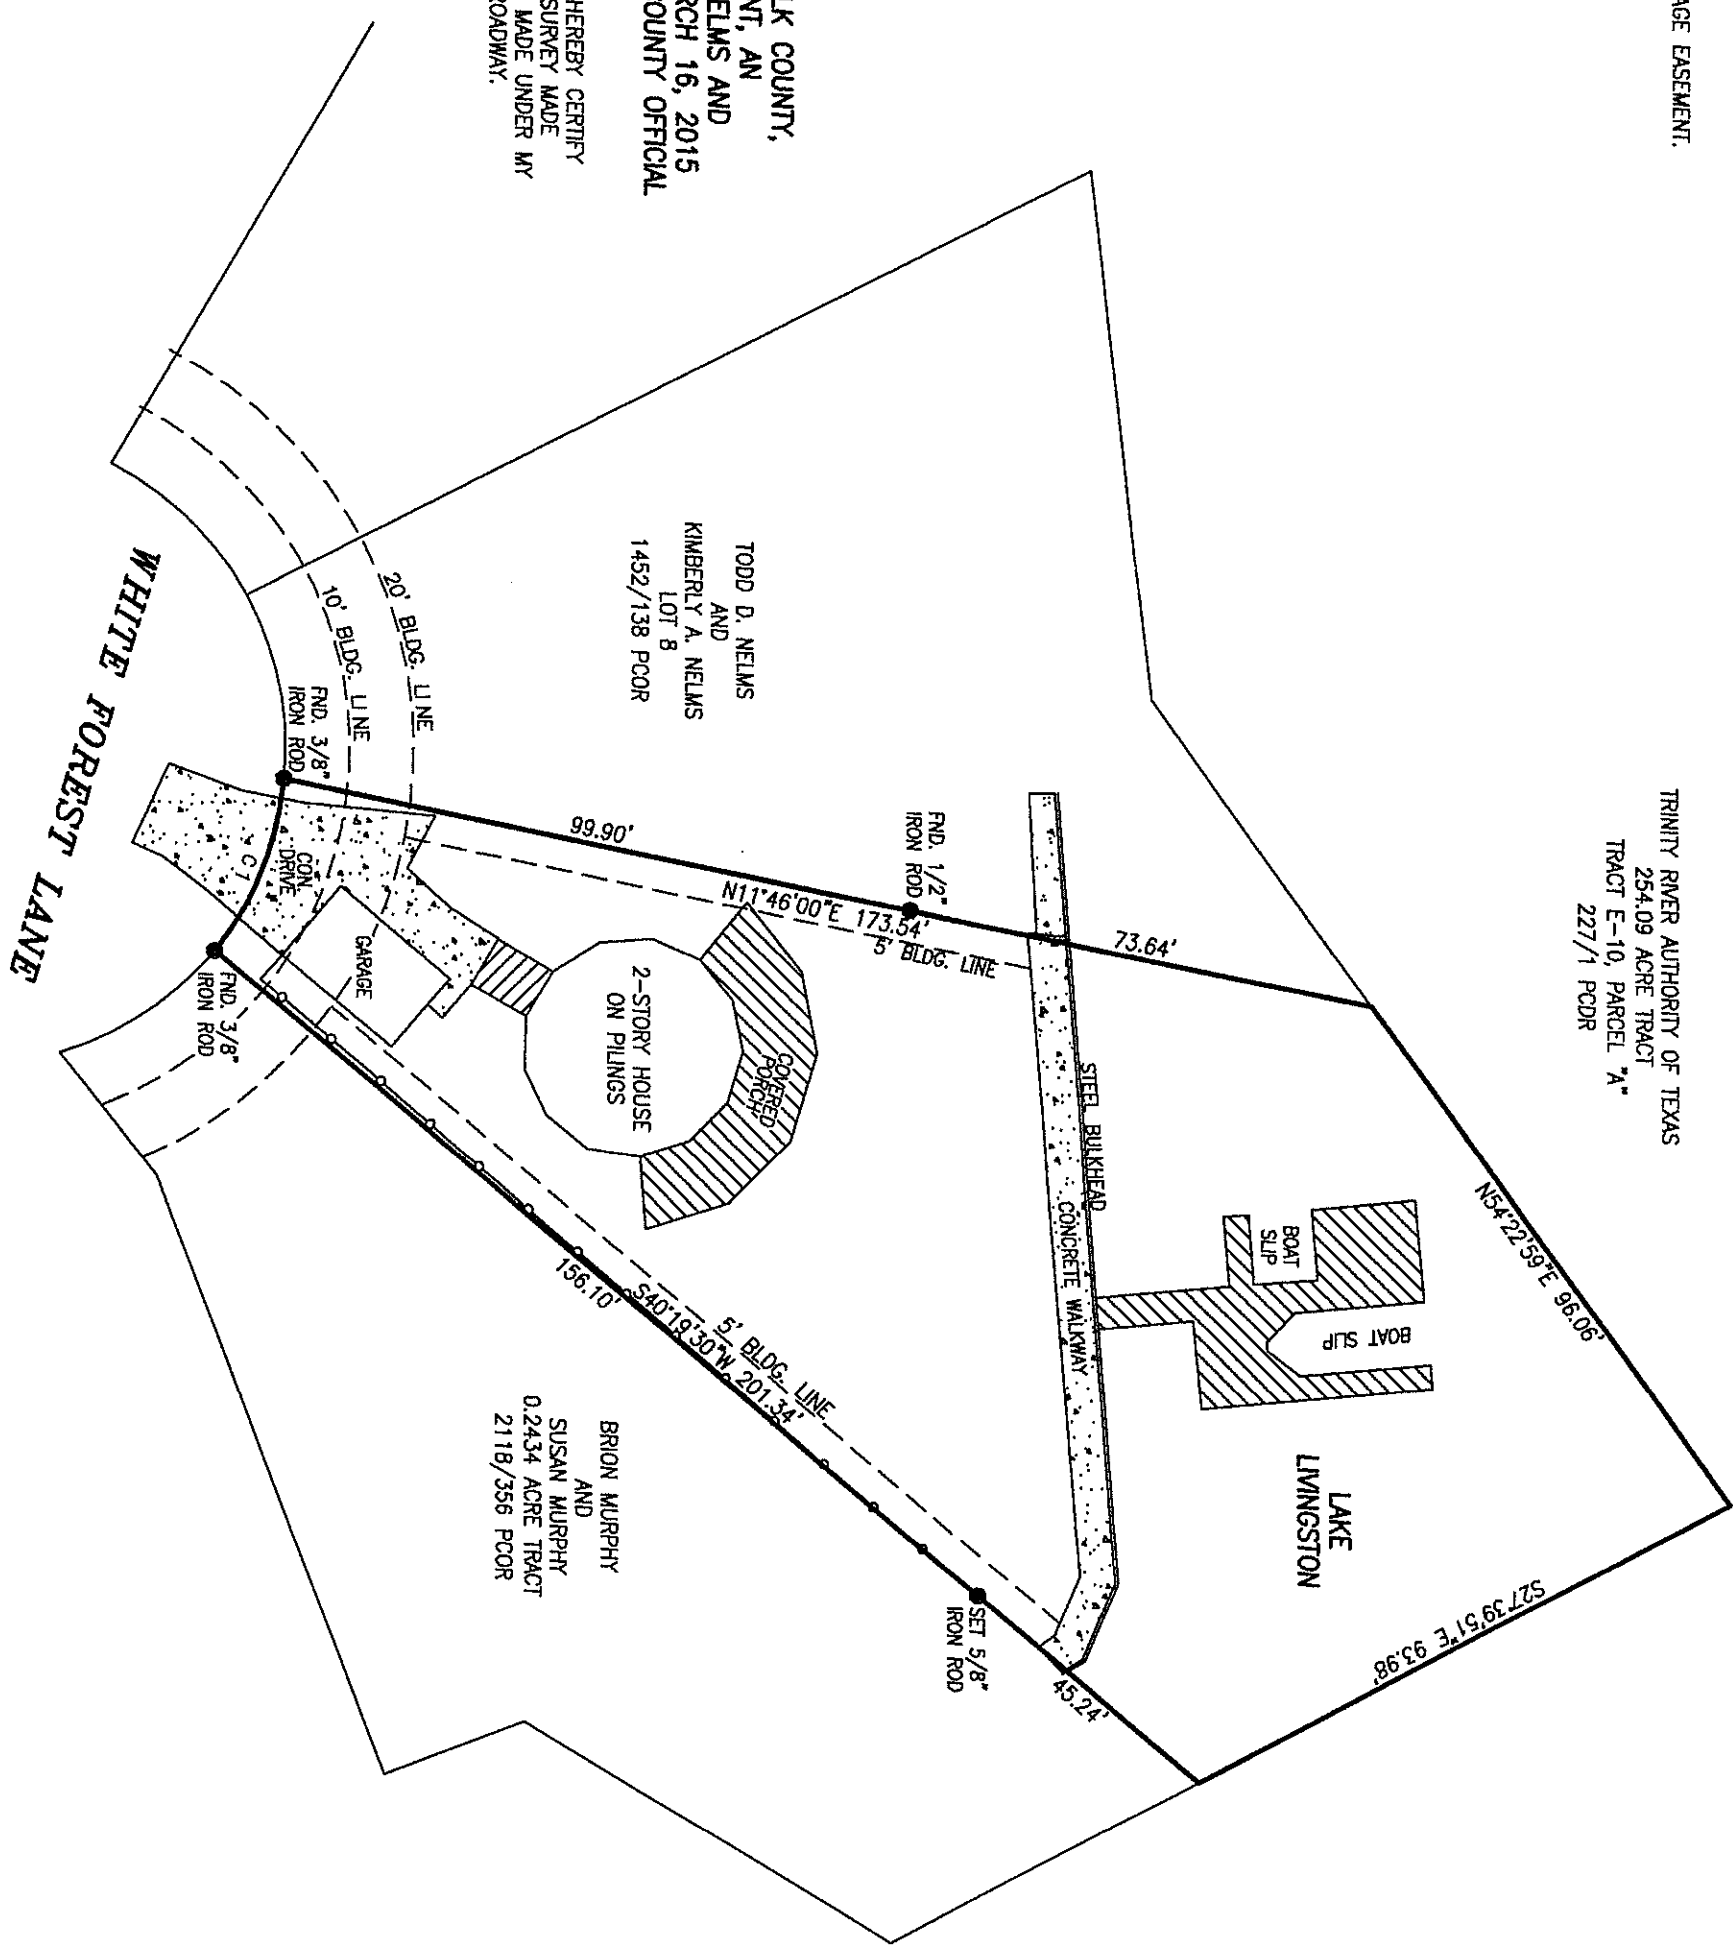 AGE EASEMENT.
LK COUNTY,
NT, AN
ELMS AND
RCH 16, 2015
COUNTY OFFICIAL
HEREBY CERTIFY
SURVEY MADE
MADE UNDER MY
ROADWAY.
TRINITY RIVER AUTHORITY OF TEXAS
254.09 ACRE TRACT
TRACT E-10, PARCEL "A"
227/1 PCDR
N54°22'59"E 96.06'
S27°39'51"E 93.98'
LAKE
LIVINGSTON
BOAT
SLIP
BOAT SLIP
STEEL BULKHEAD
CONCRETE WALKWAY
73.64'
FND. 1/2"
IRON ROD
N11°46'00"E 173.54'
5' BLDG. LINE
99.90'
TODD D. NELMS
AND
KIMBERLY A. NELMS
LOT 8
1452/138 PCOR
COVERED
PORCH
2-STORY HOUSE
ON PILINGS
GARAGE
CON.
DRIVE
C1
20' BLDG. LINE
10' BLDG. LINE
FND. 3/8"
IRON ROD
FND. 3/8"
IRON ROD
5' BLDG. LINE
S40°19'30"W 201.34'
156.10'
45.24'
SET 5/8"
IRON ROD
BRION MURPHY
AND
SUSAN MURPHY
0.2434 ACRE TRACT
2118/356 PCOR
WHITE FOREST LANE